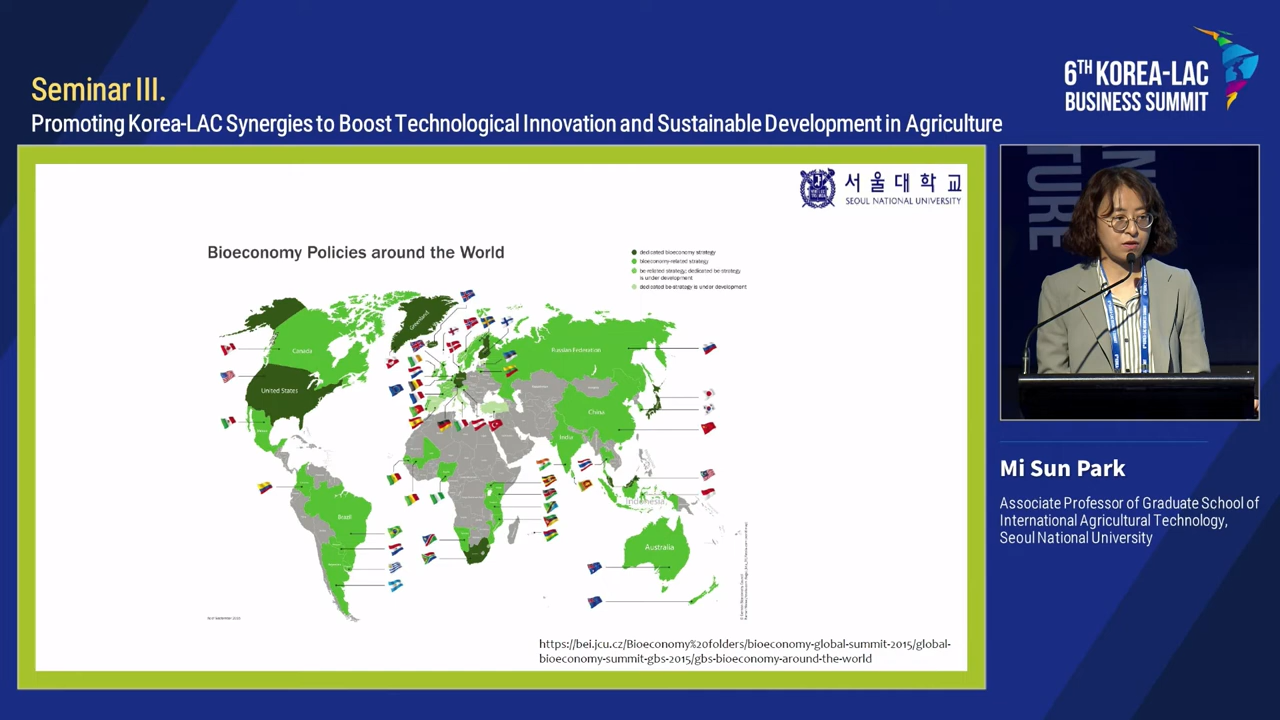 Seminar III.
Promoting Korea-LAC Synergies to Boost Technological Innovation and Sustainable Development in Agriculture
6TH KOREA-LAC
BUSINESS SUMMIT
서울대학교
SEOUL NATIONAL UNIVERSITY
Bioeconomy Policies around the World
dedicated bioeconomy strategy
bioeconomy-related strategy
be-related strategy; dedicated be-strategy
is under development
dedicated be-strategy is under development
Greenland
Canada
United States
Russian Federation
China
India
Indonesia
Brazil
Australia
https://bei.jcu.cz/Bioeconomy%20folders/bioeconomy-global-summit-2015/global-
bioeconomy-summit-gbs-2015/gbs-bioeconomy-around-the-world
TURE
Mi Sun Park
Associate Professor of Graduate School of
International Agricultural Technology,
Seoul National University